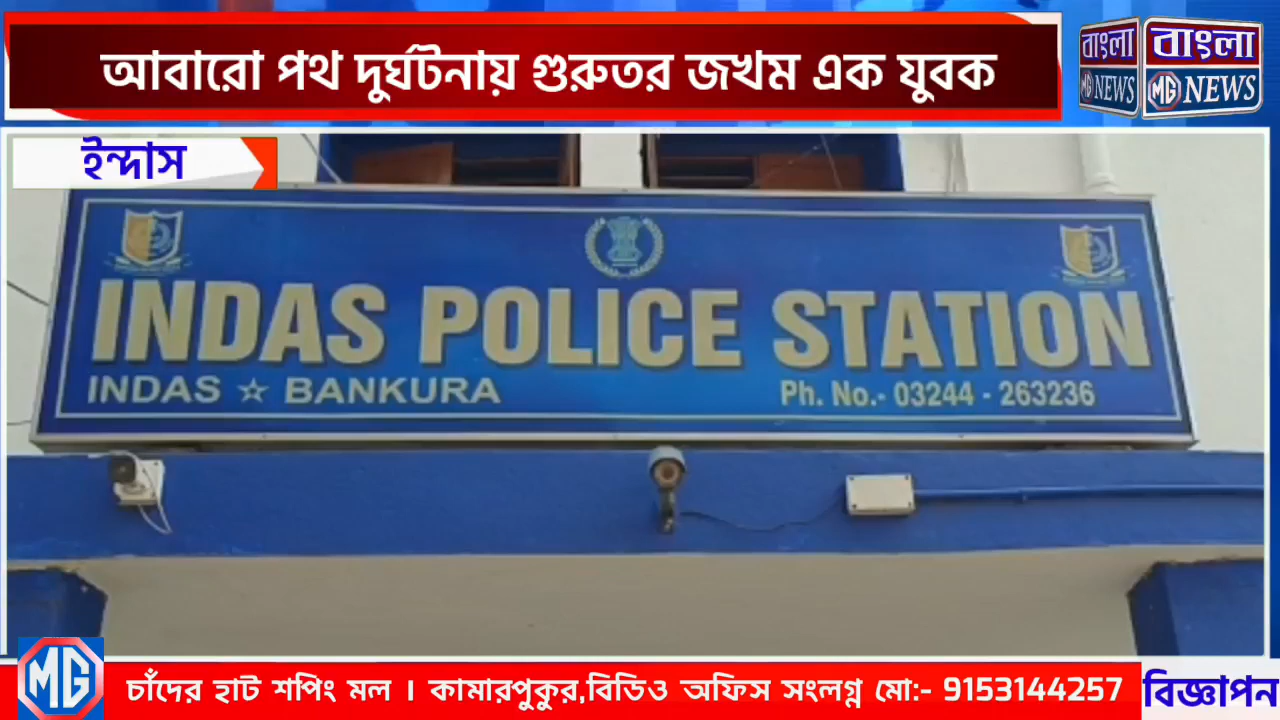 আবারো পথ দুর্ঘটনায় গুরুতর জখম এক যুবক
বাংলা
MG NEWS
বাংলা
MG NEWS
ইন্দাস
INDAS POLICE STATION
INDAS ☆ BANKURA
Ph. No.- 03244 - 263236
MG
চাঁদের হাট শপিং মল । কামারপুকুর,বিডিও অফিস সংলগ্ন মো:- 9153144257
বিজ্ঞাপন